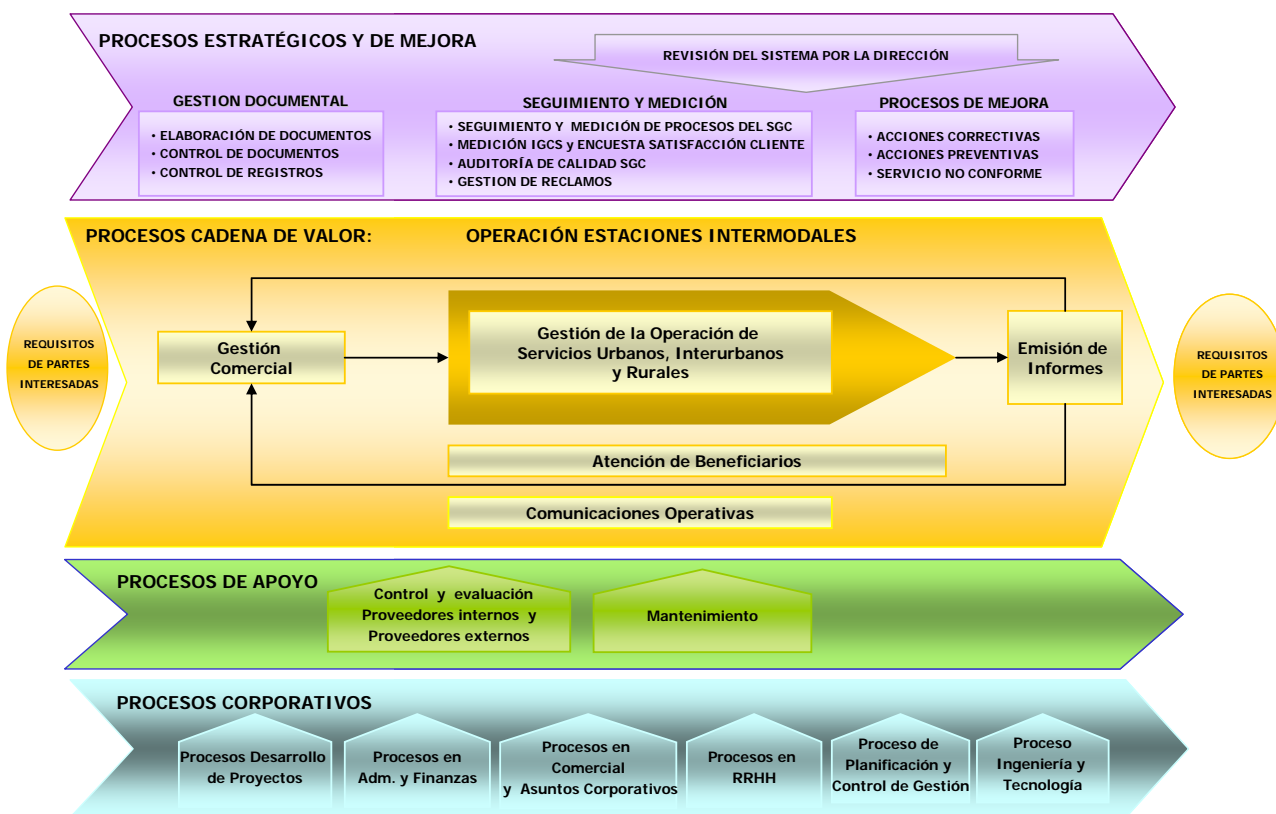 PROCESOS ESTRATÉGICOS Y DE MEJORA
REVISIÓN DEL SISTEMA POR LA DIRECCIÓN
GESTION DOCUMENTAL
• ELABORACIÓN DE DOCUMENTOS
• CONTROL DE DOCUMENTOS
• CONTROL DE REGISTROS
SEGUIMIENTO Y MEDICIÓN
• SEGUIMIENTO Y MEDICIÓN DE PROCESOS DEL SGC
• MEDICIÓN IGCS y ENCUESTA SATISFACCIÓN CLIENTE
• AUDITORÍA DE CALIDAD SGC
• GESTION DE RECLAMOS
PROCESOS DE MEJORA
• ACCIONES CORRECTIVAS
• ACCIONES PREVENTIVAS
• SERVICIO NO CONFORME
PROCESOS CADENA DE VALOR: OPERACIÓN ESTACIONES INTERMODALES
REQUISITOS
DE PARTES
INTERESADAS
Gestión
Comercial
Gestión de la Operación de
Servicios Urbanos, Interurbanos
y Rurales
Emisión de
Informes
REQUISITOS
DE PARTES
INTERESADAS
Atención de Beneficiarios
Comunicaciones Operativas
PROCESOS DE APOYO
Control y evaluación
Proveedores internos y
Proveedores externos
Mantenimiento
PROCESOS CORPORATIVOS
Procesos Desarrollo
de Proyectos
Procesos en
Adm. y Finanzas
Procesos en
Comercial
y Asuntos Corporativos
Procesos en
RRHH
Proceso de
Planificación y
Control de Gestión
Proceso
Ingeniería y
Tecnología